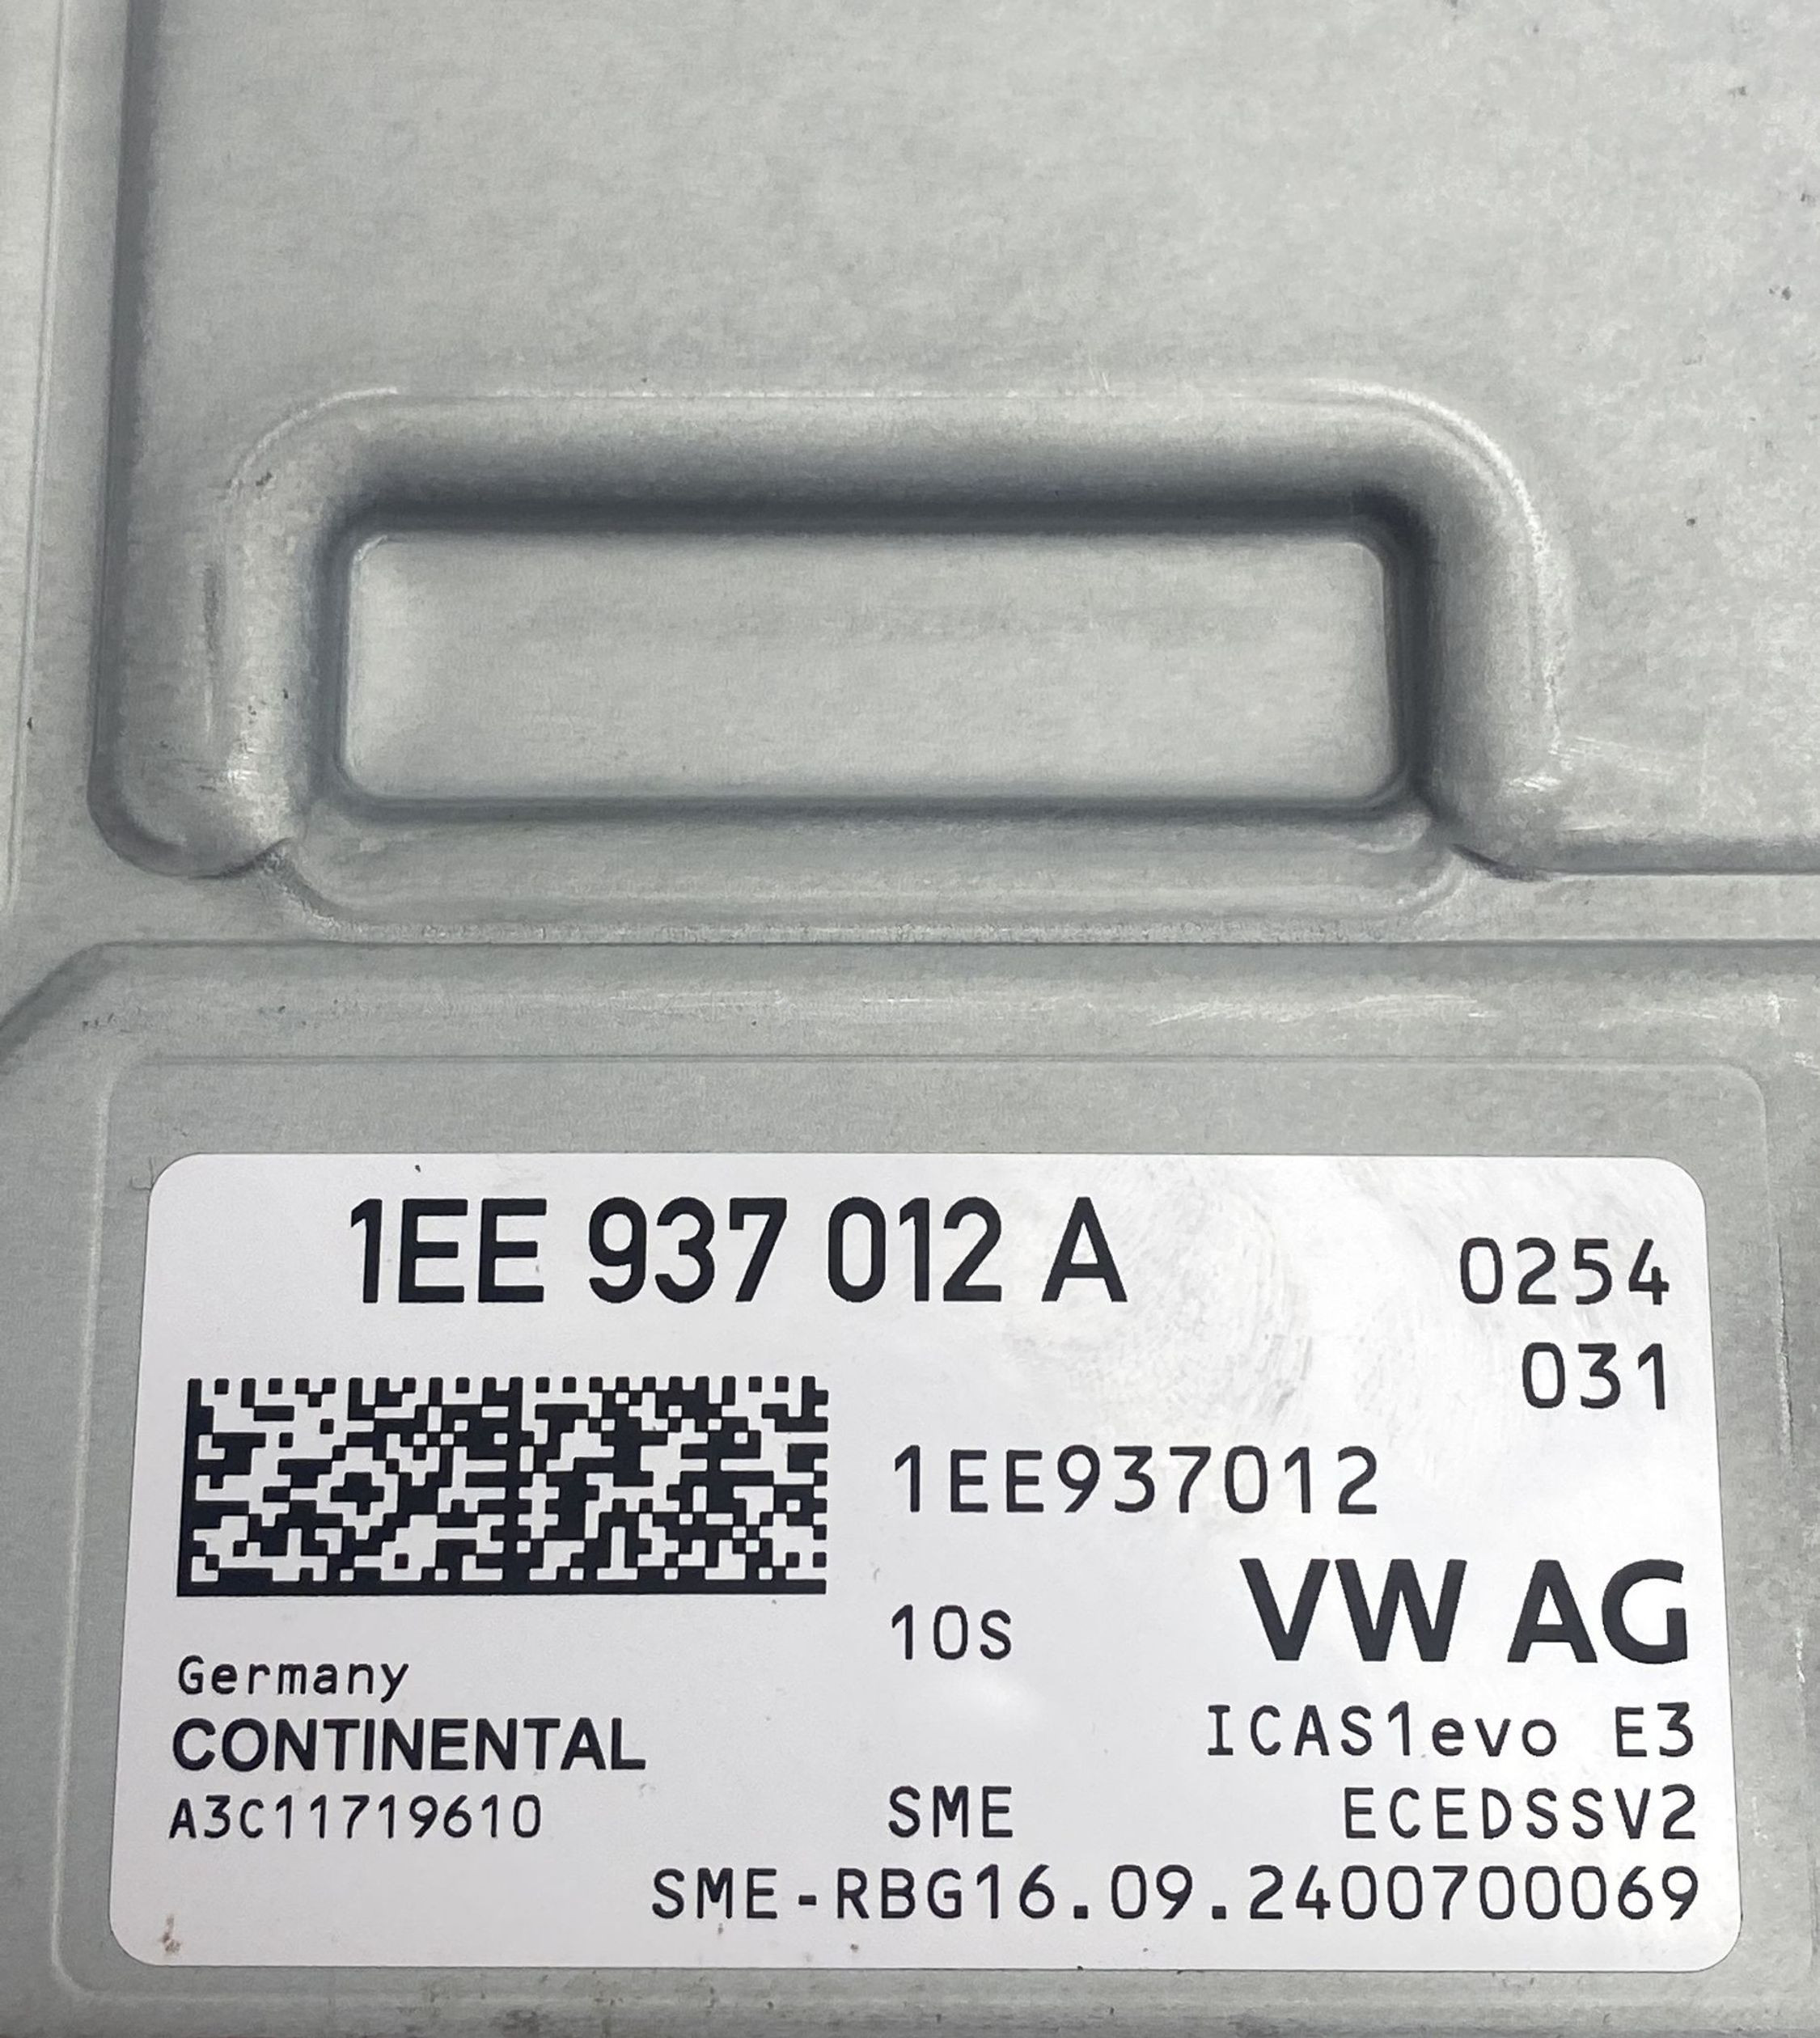 1EE 937 012 A
0254
031
1EE937012
10S
VW AG
Germany
CONTINENTAL
ICAS1evo E3
A3C11719610
SME
ECEDSSV2
SME-RBG16.09.2400700069